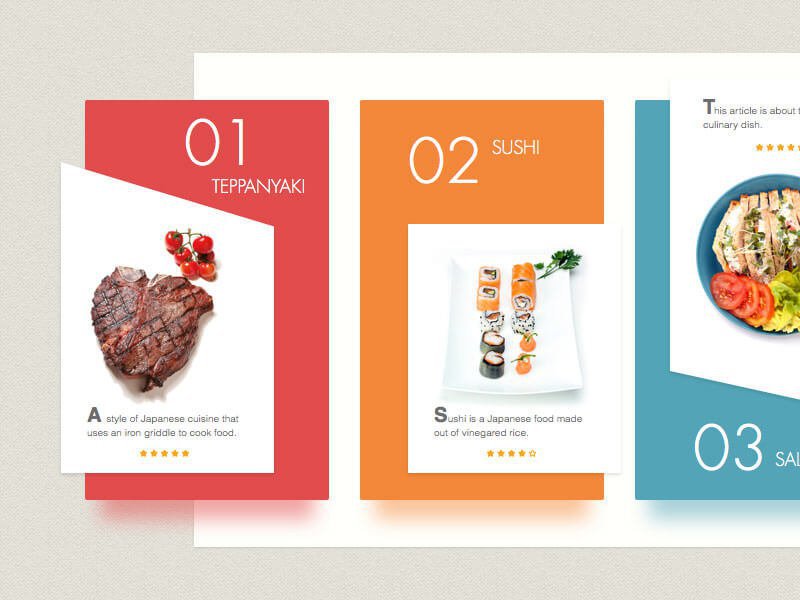 01
TEPPANYAKI
A style of Japanese cuisine that
uses an iron griddle to cook food.
02 SUSHI
Sushi is a Japanese food made
out of vinegared rice.
This article is about
culinary dish.
03